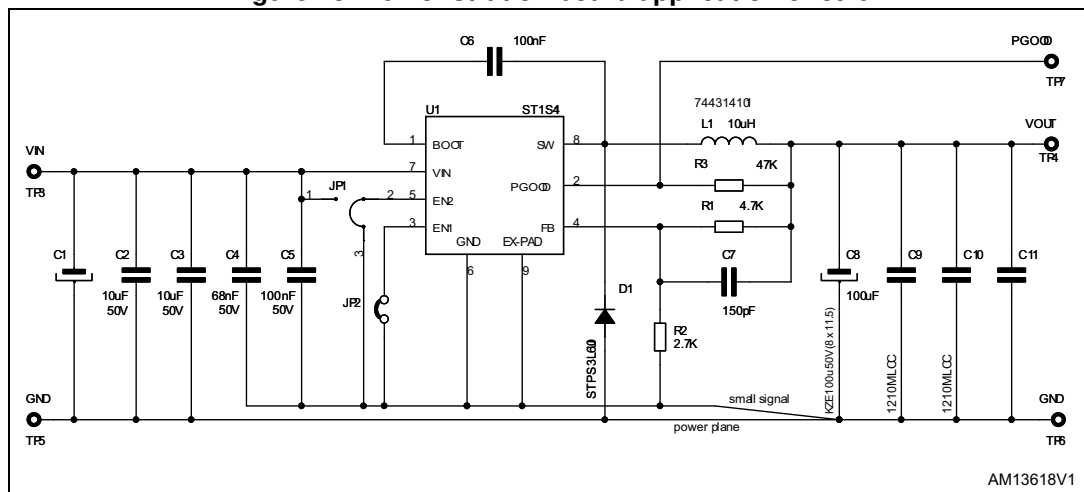 C6
100nF
PGOOD
TP7
U1
ST1S4
74431401
L1
10uH
VOUT
TP4
1
BOOT
SW
8
VIN
TP3
7
VIN
R3
47K
PGOOD
2
JP1
1
2
5
EN2
R1
4.7K
3
EN1
FB
4
GND
EX-PAD
3
6
9
C1
C2
C3
C4
C5
C7
C8
C9
C10
C11
10uF
50V
10uF
50V
68nF
50V
100nF
50V
JP2
D1
150pF
100uF
STPS3L60
R2
2.7K
KZE100u50V(8x11.5)
1210MLCC
1210MLCC
GND
TP5
small signal
power plane
GND
TP6
AM13618V1